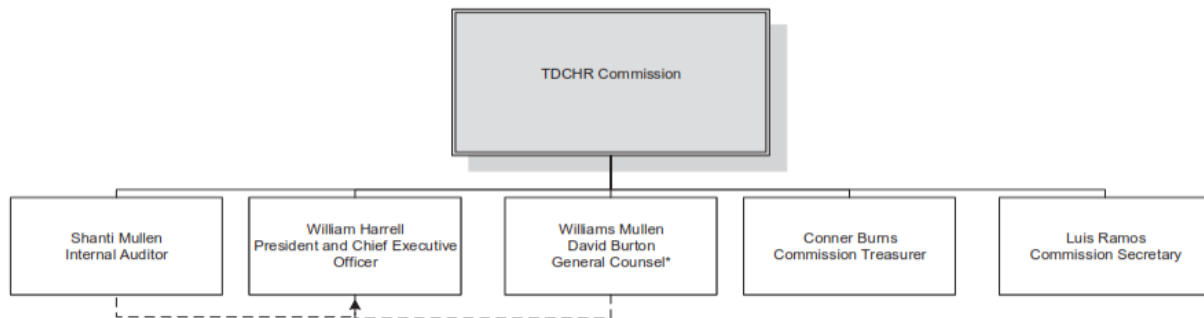 TDCHR Commission
Shanti Mullen
Internal Auditor
William Harrell
President and Chief Executive
Officer
Williams Mullen
David Burton
General Counsel*
Conner Burns
Commission Treasurer
Luis Ramos
Commission Secretary